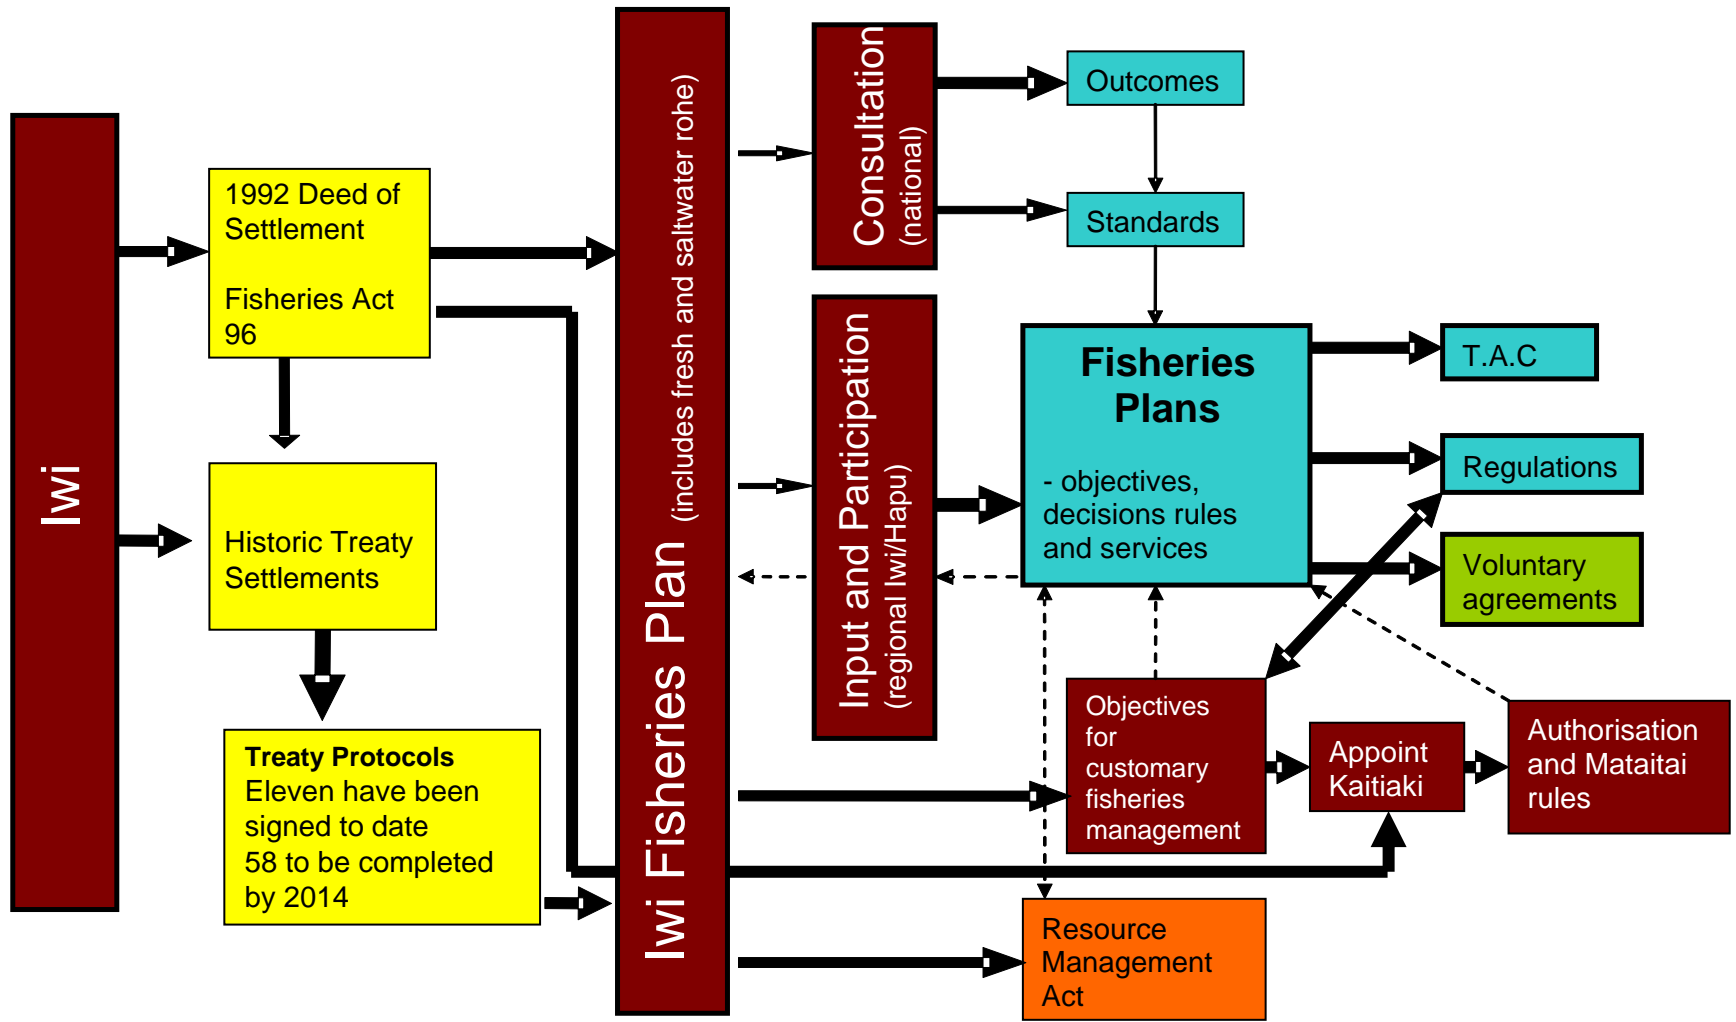 Iwi
1992 Deed of
Settlement
Fisheries Act
96
Historic Treaty
Settlements
Treaty Protocols
Eleven have been
signed to date
58 to be completed
by 2014
Iwi Fisheries Plan (includes fresh and saltwater rohe)
Consultation
(national)
Input and Participation
(regional Iwi/Hapu)
Outcomes
Standards
Fisheries
Plans
- objectives,
decisions rules
and services
T.A.C
Regulations
Voluntary
agreements
Objectives
for
customary
fisheries
management
Appoint
Kaitiaki
Authorisation
and Mataitai
rules
Resource
Management
Act